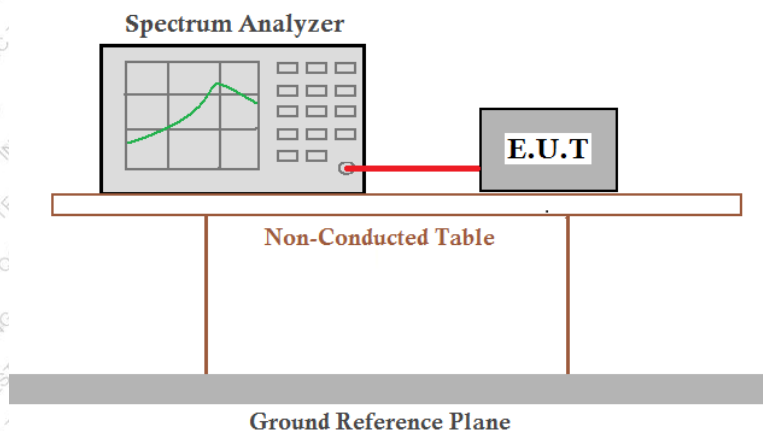 Spectrum Analyzer
E.U.T
Non-Conducted Table
Ground Reference Plane